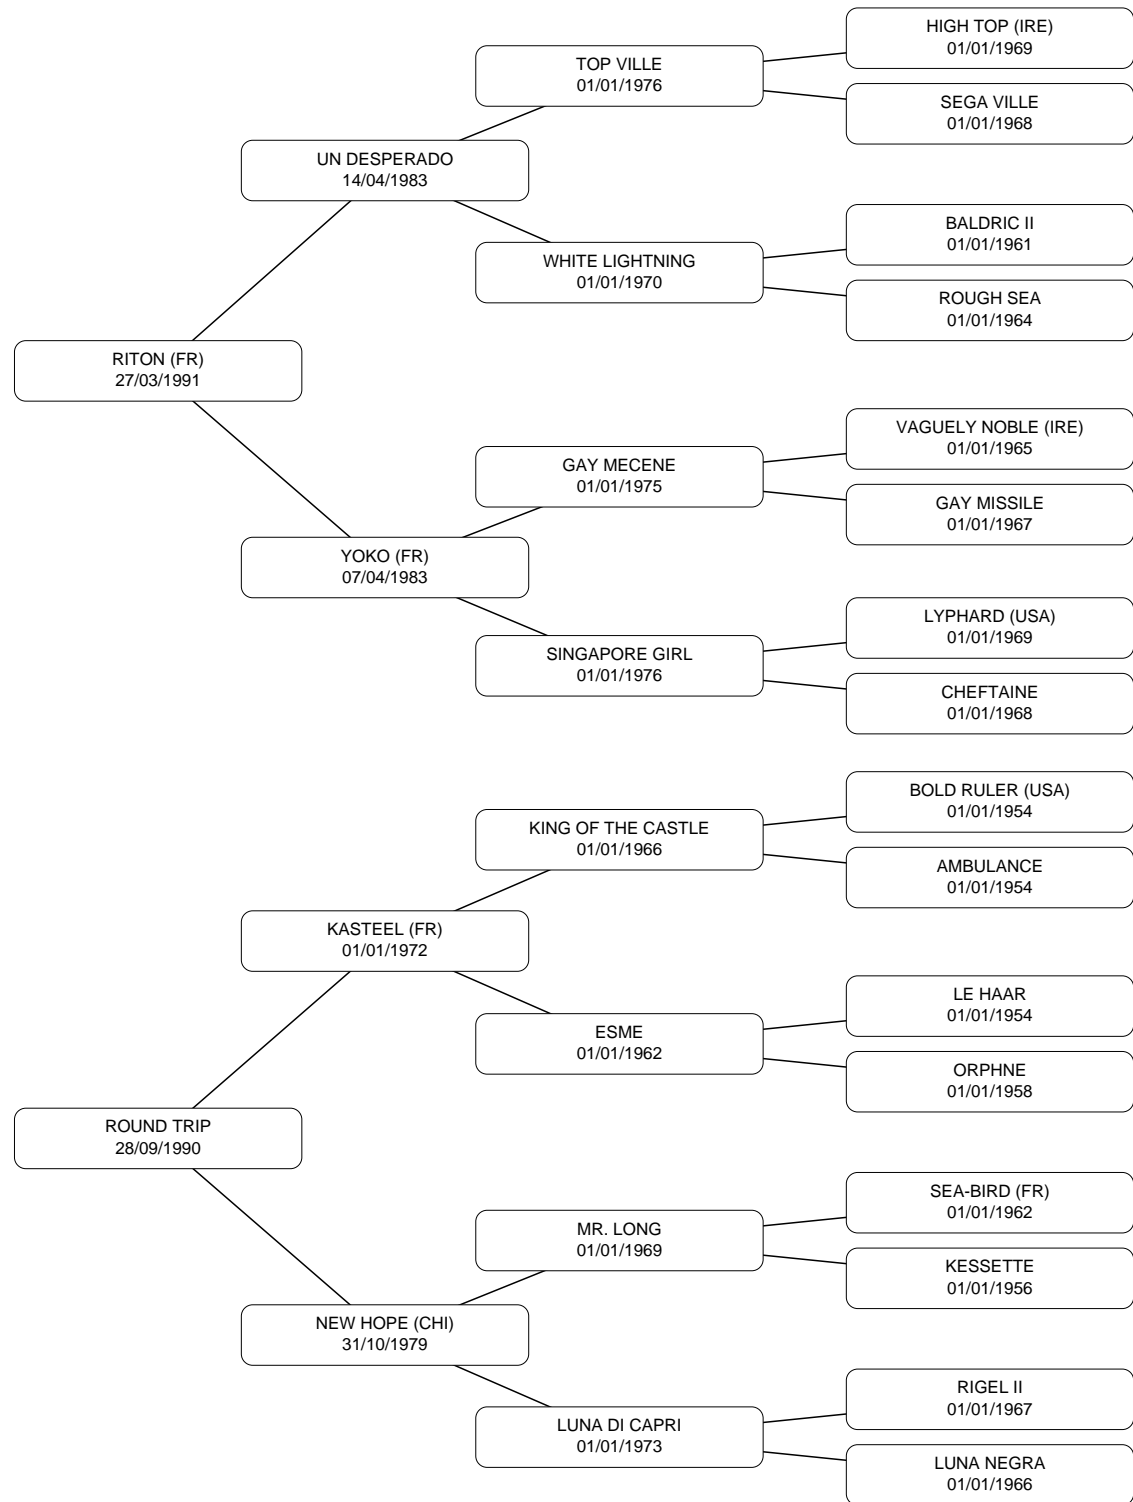 HIGH TOP (IRE)
01/01/1969
TOP VILLE
01/01/1976
SEGA VILLE
01/01/1968
UN DESPERADO
14/04/1983
BALDRIC II
01/01/1961
WHITE LIGHTNING
01/01/1970
ROUGH SEA
01/01/1964
RITON (FR)
27/03/1991
VAGUELY NOBLE (IRE)
01/01/1965
GAY MECENE
01/01/1975
GAY MISSILE
01/01/1967
YOKO (FR)
07/04/1983
LYPHARD (USA)
01/01/1969
SINGAPORE GIRL
01/01/1976
CHEFTAINE
01/01/1968
BOLD RULER (USA)
01/01/1954
KING OF THE CASTLE
01/01/1966
AMBULANCE
01/01/1954
KASTEEL (FR)
01/01/1972
LE HAAR
01/01/1954
ESME
01/01/1962
ORPHNE
01/01/1958
ROUND TRIP
28/09/1990
SEA-BIRD (FR)
01/01/1962
MR. LONG
01/01/1969
KESSETTE
01/01/1956
NEW HOPE (CHI)
31/10/1979
RIGEL II
01/01/1967
LUNA DI CAPRI
01/01/1973
LUNA NEGRA
01/01/1966